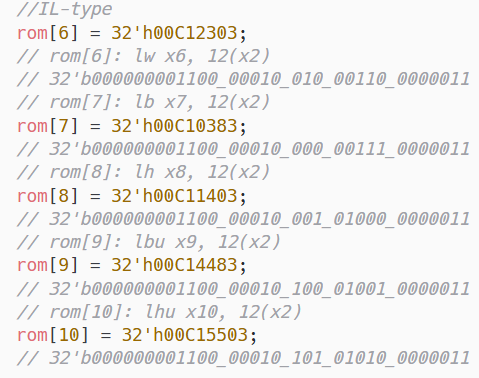 //IL-type
rom[6] = 32'h00C12303;
// rom[6]: lw x6, 12(x2)
// 32'b000000001100_00010_010_00110_0000011
// rom[7]: lb x7, 12(x2)
rom[7] = 32'h00C10383;
// 32'b000000001100_00010_000_00111_0000011
// rom[8]: lh x8, 12(x2)
rom[8] = 32'h00C11403;
// 32'b000000001100_00010_001_01000_0000011
// rom[9]: lbu x9, 12(x2)
rom[9] = 32'h00C14483;
// 32'b000000001100_00010_100_01001_0000011
// rom[10]: lhu x10, 12(x2)
rom[10] = 32'h00C15503;
// 32'b000000001100_00010_101_01010_0000011